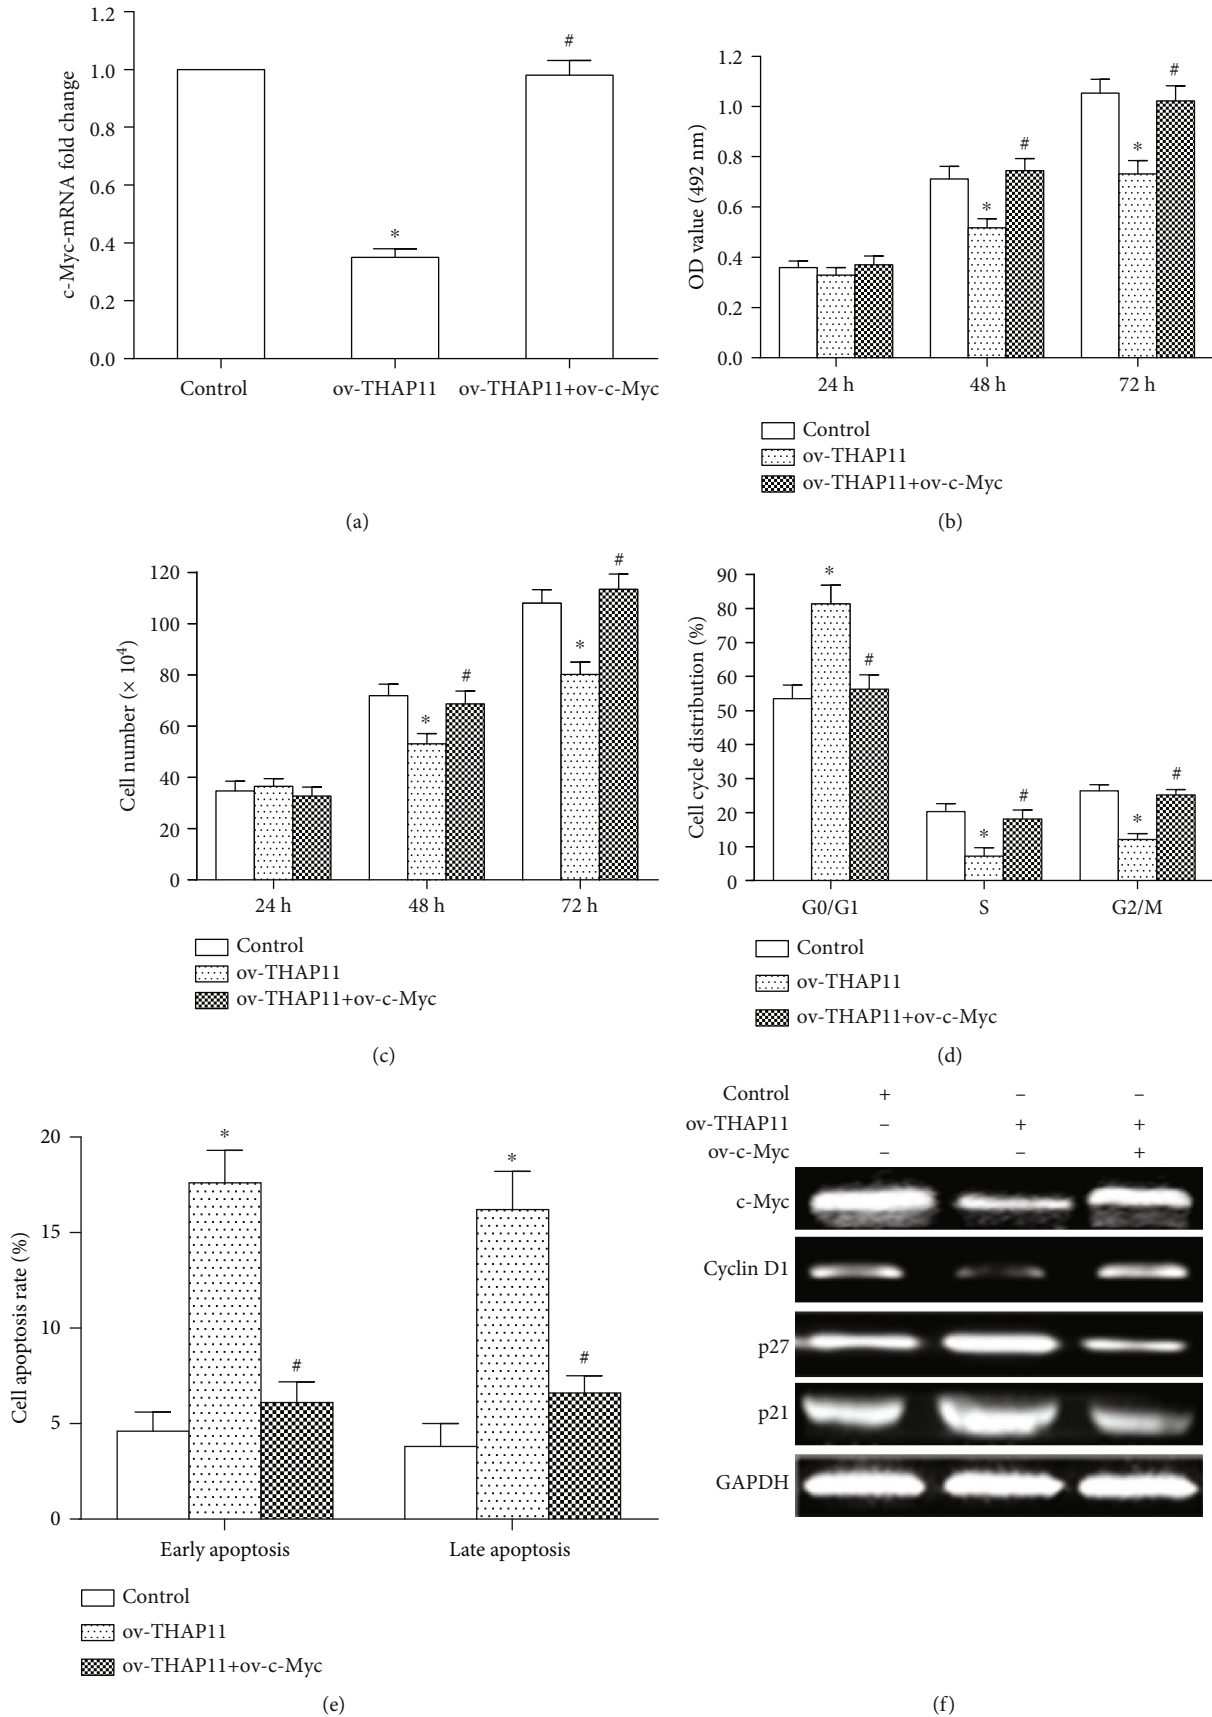 c-Myc-mRNA fold change
1.2
1.0
0.8
0.6
0.4
0.2
0.0
*
#
Control ov-THAP11 ov-THAP11+ov-c-Myc
(a)
OD value (492 nm)
1.2
1.0
0.8
0.6
0.4
0.2
0.0
* #
* #
24 h 48 h 72 h
Control
ov-THAP11
ov-THAP11+ov-c-Myc
(b)
Cell number (× 10⁴)
120
100
80
60
40
20
0
* #
* #
24 h 48 h 72 h
Control
ov-THAP11
ov-THAP11+ov-c-Myc
(c)
Cell cycle distribution (%)
90
80
70
60
50
40
30
20
10
0
* #
* #
* #
G0/G1 S G2/M
Control
ov-THAP11
ov-THAP11+ov-c-Myc
(d)
Cell apoptosis rate (%)
20
15
10
5
0
* #
* #
Early apoptosis Late apoptosis
Control
ov-THAP11
ov-THAP11+ov-c-Myc
(e)
Control + – –
ov-THAP11 – + +
ov-c-Myc – – +
c-Myc
Cyclin D1
p27
p21
GAPDH
(f)